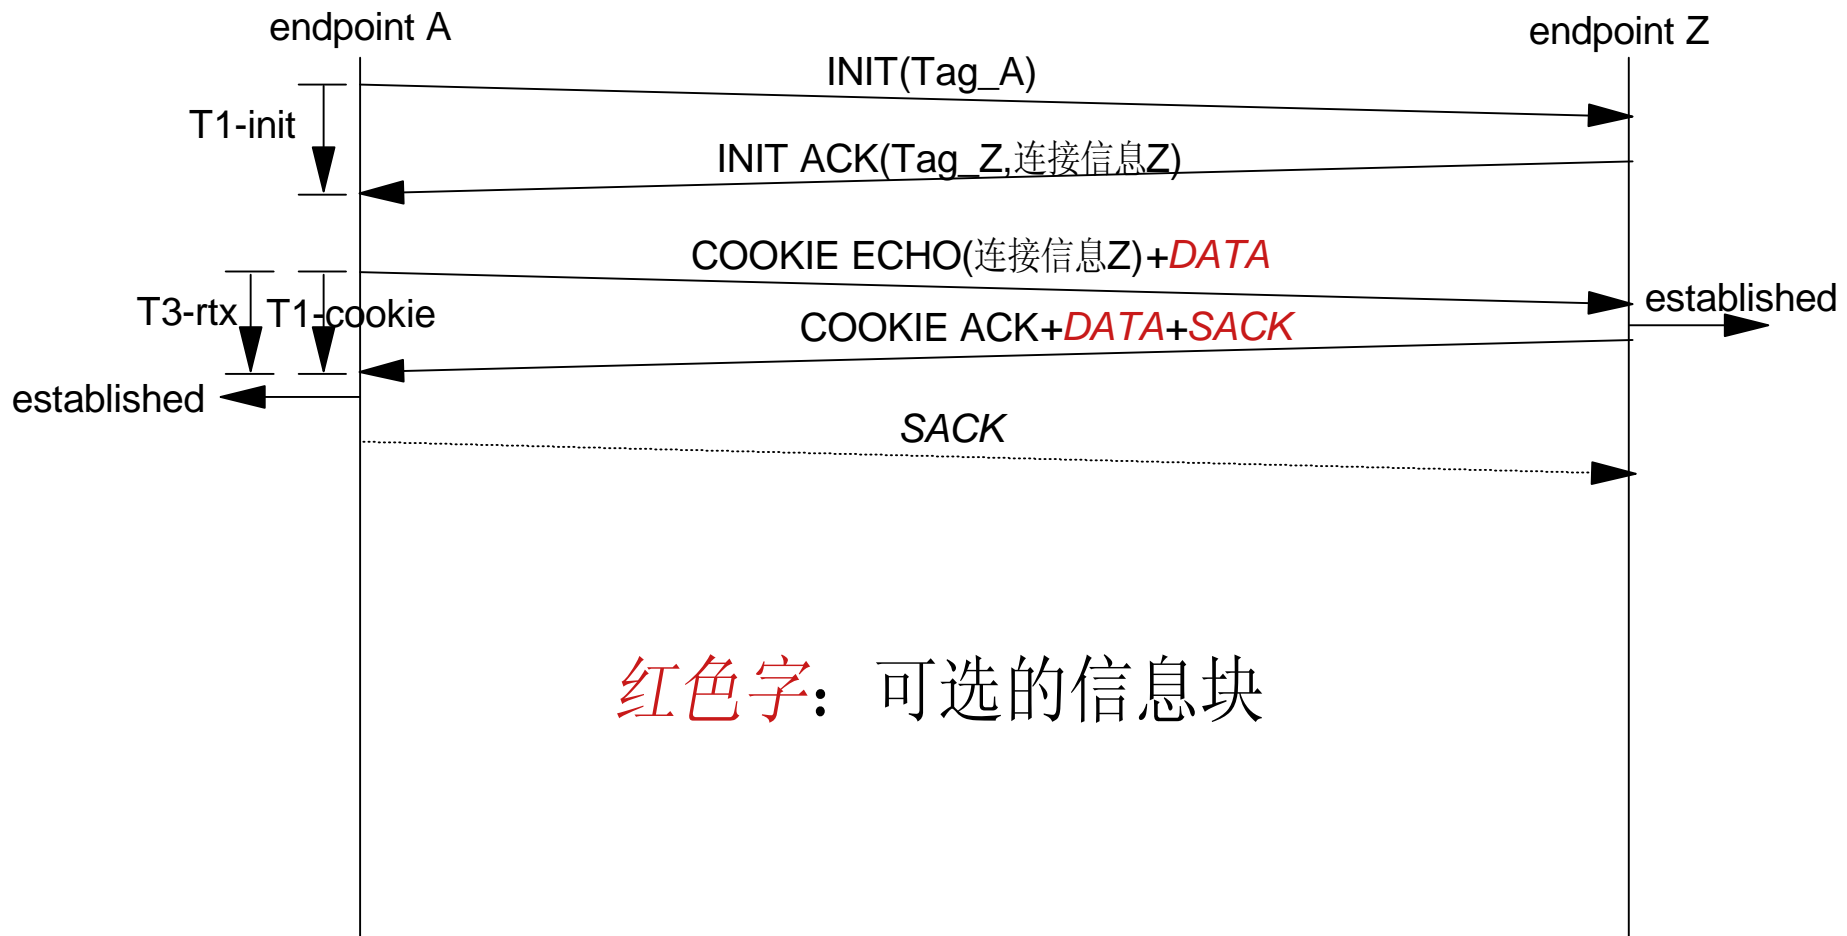 endpoint A
endpoint Z
INIT(Tag_A)
T1-init
INIT ACK(Tag_Z,连接信息Z)
COOKIE ECHO(连接信息Z)+DATA
T3-rtx
T1-cookie
established
COOKIE ACK+DATA+SACK
established
SACK
红色字：可选的信息块